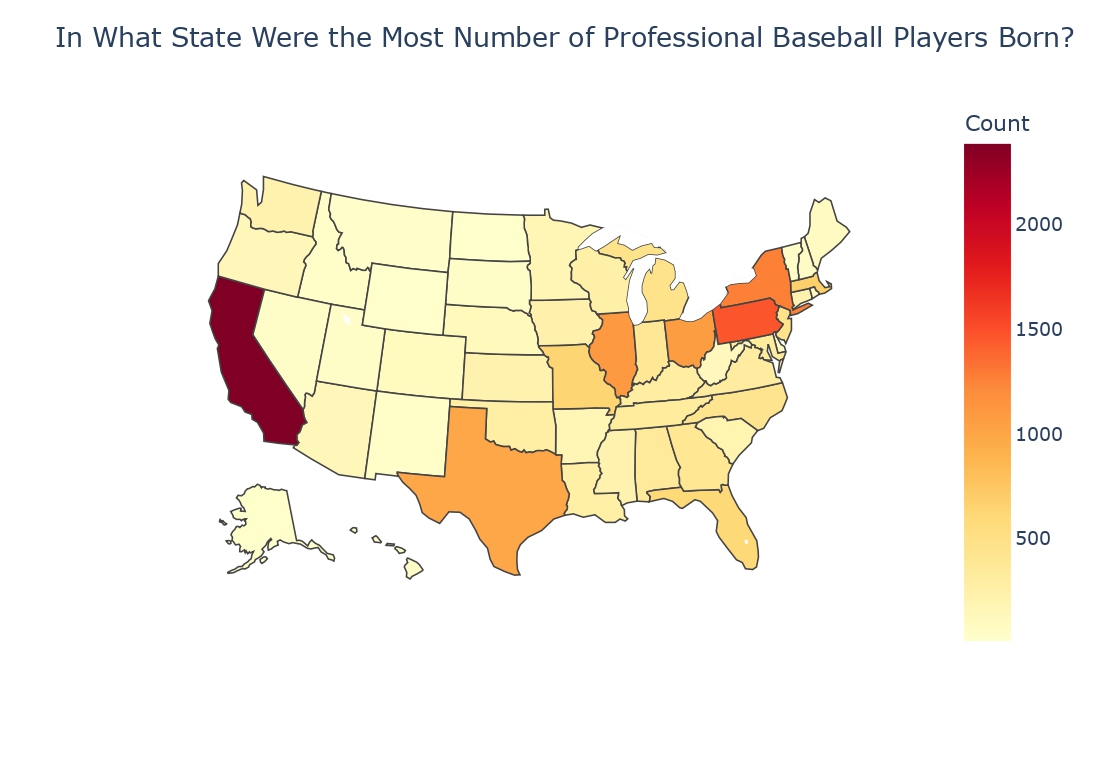 In What State Were the Most Number of Professional Baseball Players Born?
Count
2000
1500
1000
500